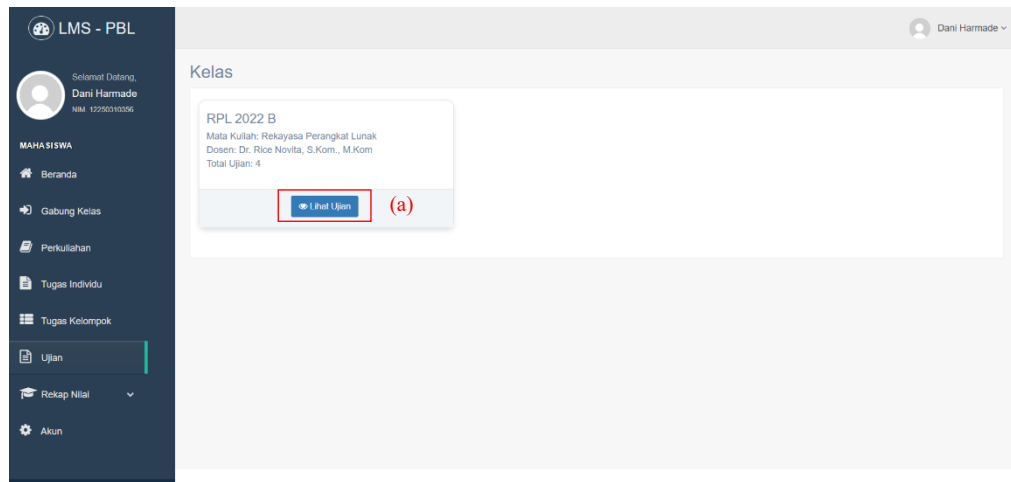 LMS - PBL
Dani Harmade
Selamat Datang,
Dani Harmade
NIM. 12250310356
MAHASISWA
Beranda
Gabung Kelas
Perkuliahan
Tugas Individu
Tugas Kelompok
Ujian
Rekap Nilai
Akun
Kelas
RPL 2022 B
Mata Kuliah: Rekayasa Perangkat Lunak
Dosen: Dr. Rice Novita, S.Kom., M.Kom
Total Ujian: 4
Lihat Ujian
(a)